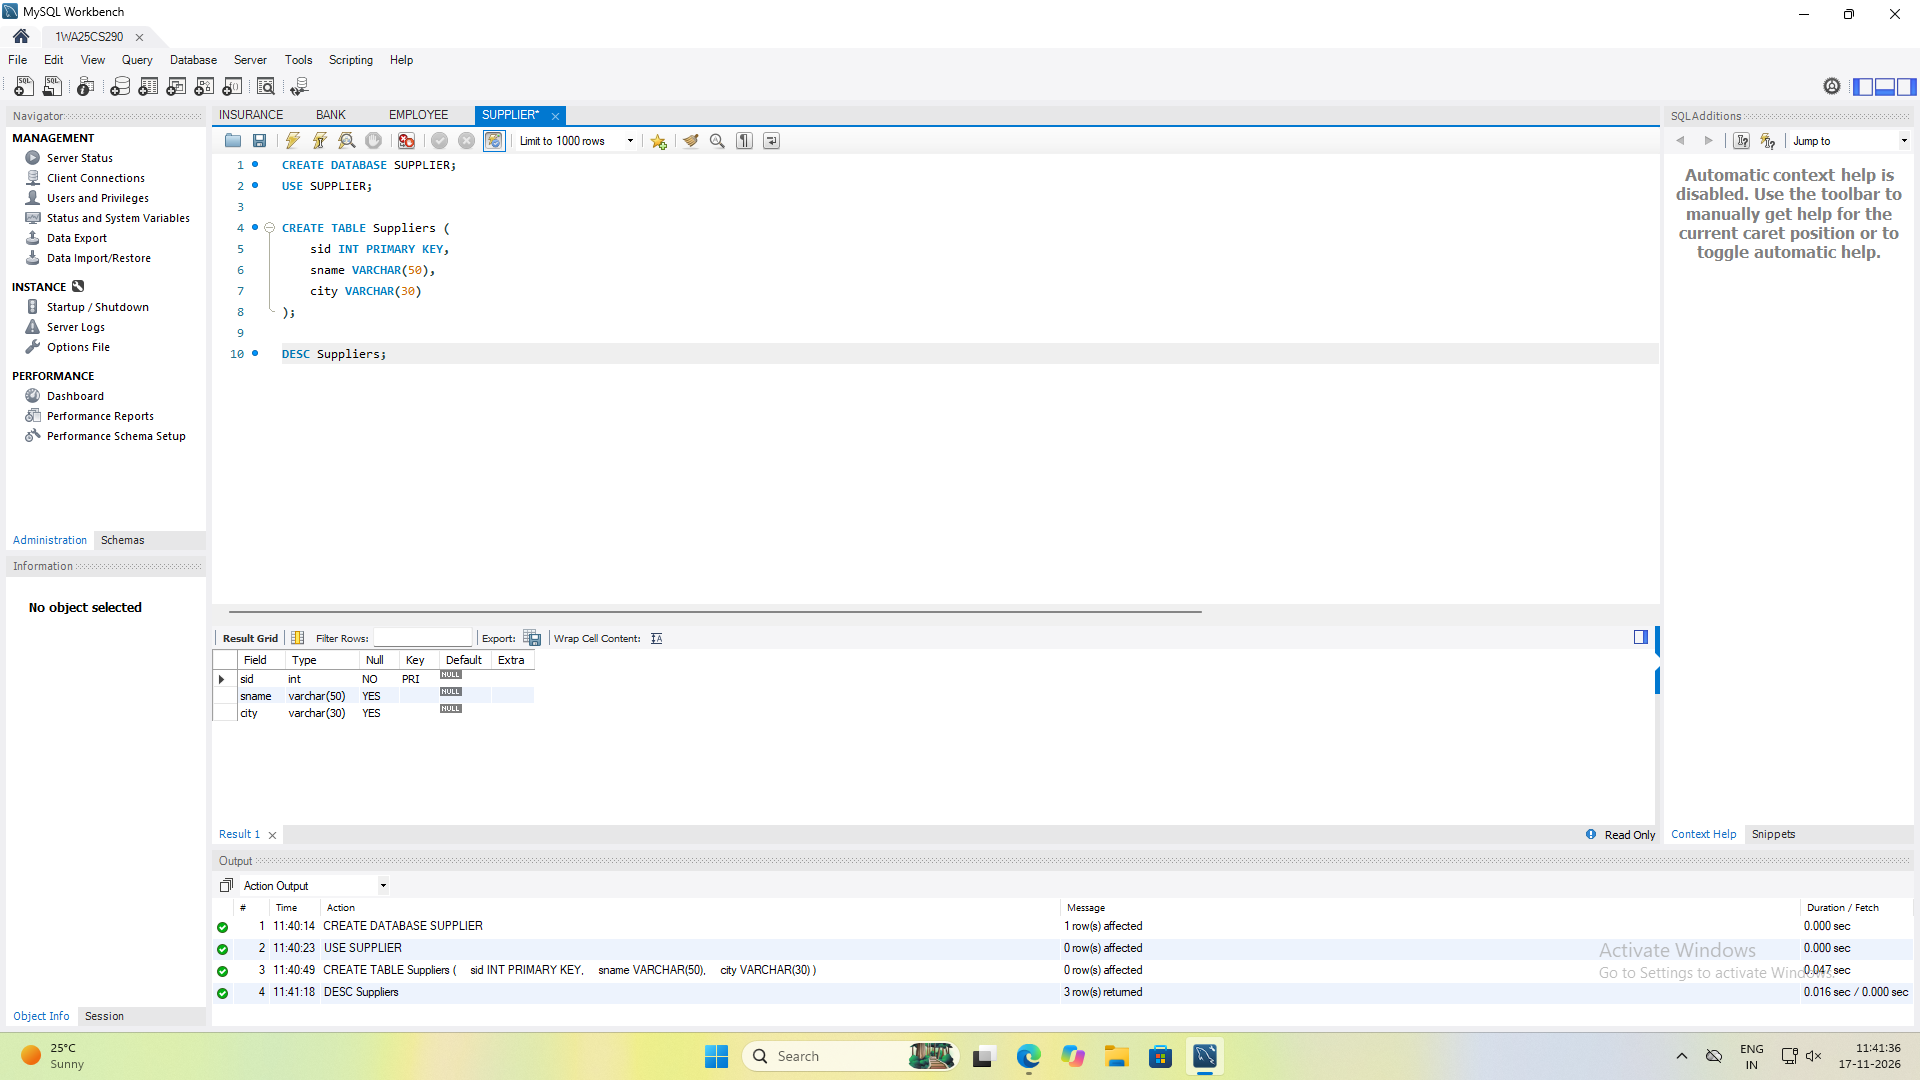 MySQL Workbench
1WA25CS290
File Edit View Query Database Server Tools Scripting Help
Navigator
MANAGEMENT
Server Status
Client Connections
Users and Privileges
Status and System Variables
Data Export
Data Import/Restore
INSTANCE
Startup / Shutdown
Server Logs
Options File
PERFORMANCE
Dashboard
Performance Reports
Performance Schema Setup
Administration Schemas
Information
No object selected
Object Info Session
INSURANCE BANK EMPLOYEE SUPPLIER*
Limit to 1000 rows
1 CREATE DATABASE SUPPLIER;
2 USE SUPPLIER;
3
4 CREATE TABLE Suppliers (
5 sid INT PRIMARY KEY,
6 sname VARCHAR(50),
7 city VARCHAR(30)
8 );
9
10 DESC Suppliers;
Result Grid Filter Rows: Export: Wrap Cell Content:
Field Type Null Key Default Extra
sid int NO PRI NULL
sname varchar(50) YES NULL
city varchar(30) YES NULL
Result 1
Read Only
SQLAdditions
Jump to
Automatic context help is
disabled. Use the toolbar to
manually get help for the
current caret position or to
toggle automatic help.
Context Help Snippets
Output
Action Output
# Time Action Message Duration / Fetch
1 11:40:14 CREATE DATABASE SUPPLIER 1 row(s) affected 0.000 sec
2 11:40:23 USE SUPPLIER 0 row(s) affected 0.000 sec
3 11:40:49 CREATE TABLE Suppliers ( sid INT PRIMARY KEY, sname VARCHAR(50), city VARCHAR(30) ) 0 row(s) affected 0.047 sec
4 11:41:18 DESC Suppliers 3 row(s) returned 0.016 sec / 0.000 sec
Activate Windows
Go to Settings to activate Windows.
25°C
Sunny
Search
ENG
IN
11:41:36
17-11-2026